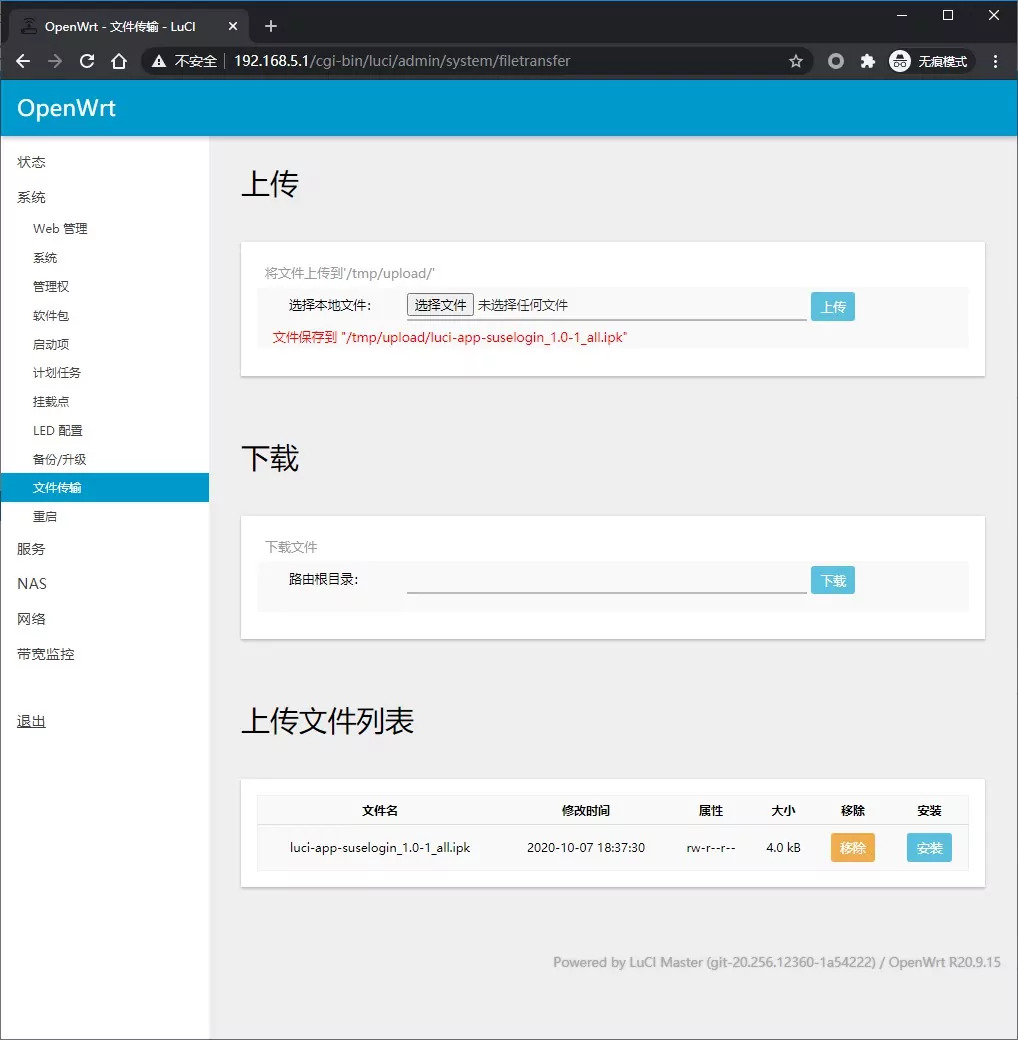 OpenWrt - 文件传输 - LuCI
不安全 192.168.5.1/cgi-bin/luci/admin/system/filetransfer 无痕模式
OpenWrt
状态
系统
Web 管理
系统
管理权
软件包
启动项
计划任务
挂载点
LED 配置
备份/升级
文件传输
重启
服务
NAS
网络
带宽监控
退出
上传
将文件上传到'/tmp/upload/'
选择本地文件: 选择文件 未选择任何文件 上传
文件保存到 "/tmp/upload/luci-app-suselogin_1.0-1_all.ipk"
下载
下载文件
路由根目录: 下载
上传文件列表
文件名 修改时间 属性 大小 移除 安装
luci-app-suselogin_1.0-1_all.ipk 2020-10-07 18:37:30 rw-r--r-- 4.0 kB 移除 安装
Powered by LuCI Master (git-20.256.12360-1a54222) / OpenWrt R20.9.15